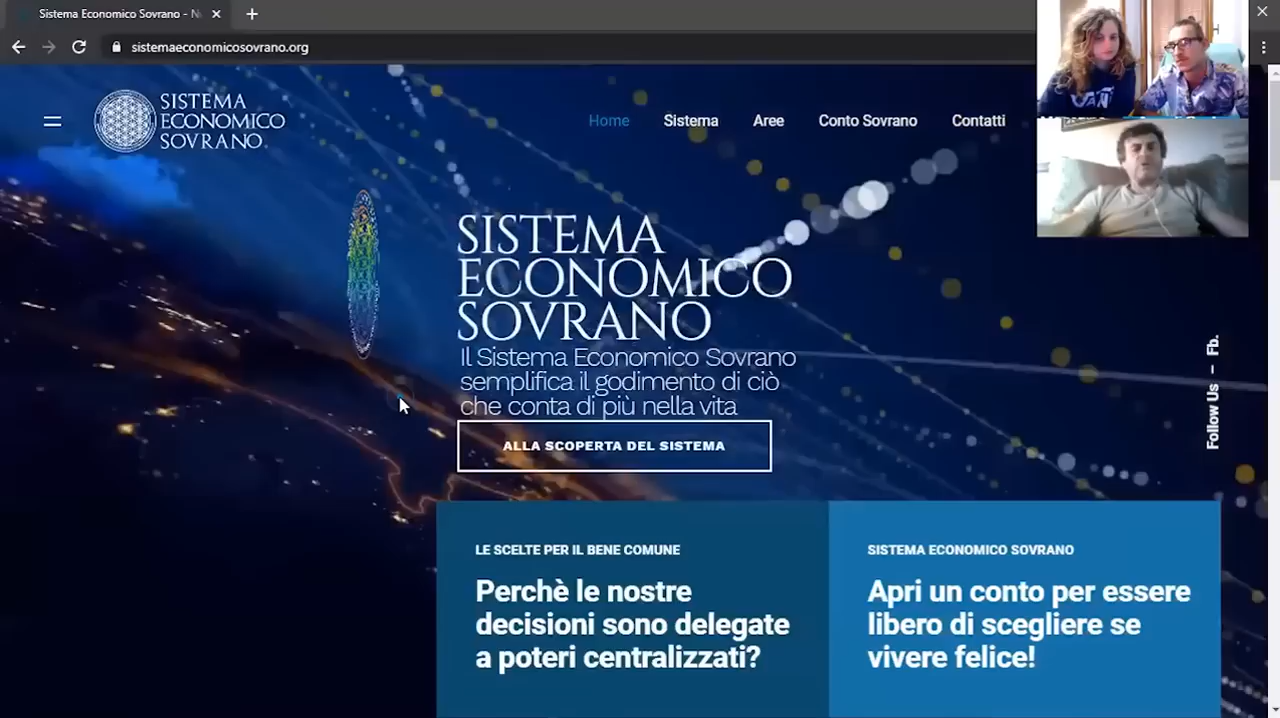 Sistema Economico Sovrano - N
sistemaeconomicosovrano.org
SISTEMA
ECONOMICO
SOVRANO
Home Sistema Aree Conto Sovrano Contatti
SISTEMA
ECONOMICO
SOVRANO
Il Sistema Economico Sovrano
semplifica il godimento di ciò
che conta di più nella vita
ALLA SCOPERTA DEL SISTEMA
Follow Us – Fb.
LE SCELTE PER IL BENE COMUNE
Perchè le nostre
decisioni sono delegate
a poteri centralizzati?
SISTEMA ECONOMICO SOVRANO
Apri un conto per essere
libero di scegliere se
vivere felice!